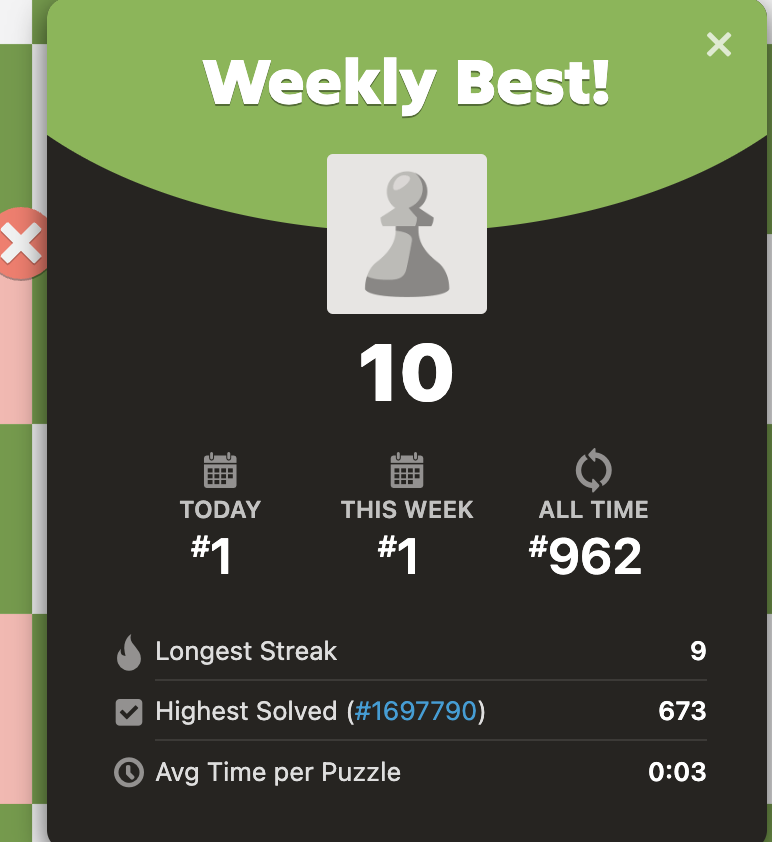 Weekly Best!
10
TODAY
THIS WEEK
ALL TIME
#1
#1
#962
Longest Streak 9
Highest Solved (#1697790) 673
Avg Time per Puzzle 0:03